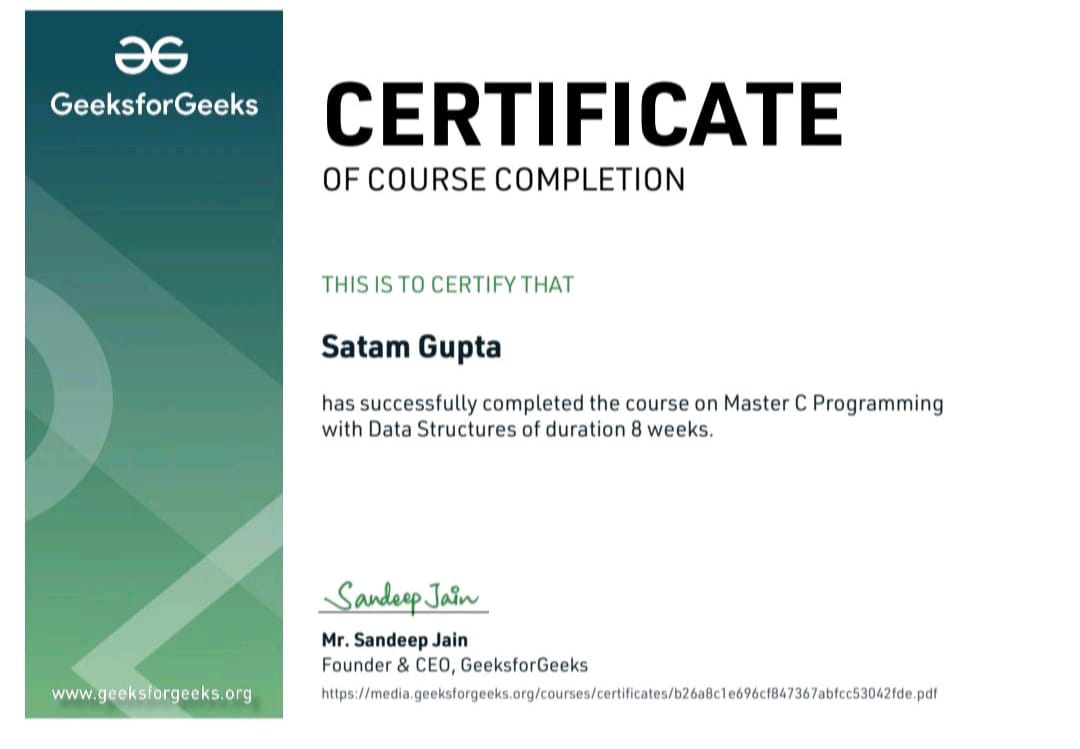 GeeksforGeeks
CERTIFICATE
OF COURSE COMPLETION
THIS IS TO CERTIFY THAT
Satam Gupta
has successfully completed the course on Master C Programming
with Data Structures of duration 8 weeks.
Sandeep Jain
Mr. Sandeep Jain
Founder & CEO, GeeksforGeeks
https://media.geeksforgeeks.org/courses/certificates/b26a8c1e696cf847367abfcc53042fde.pdf
www.geeksforgeeks.org